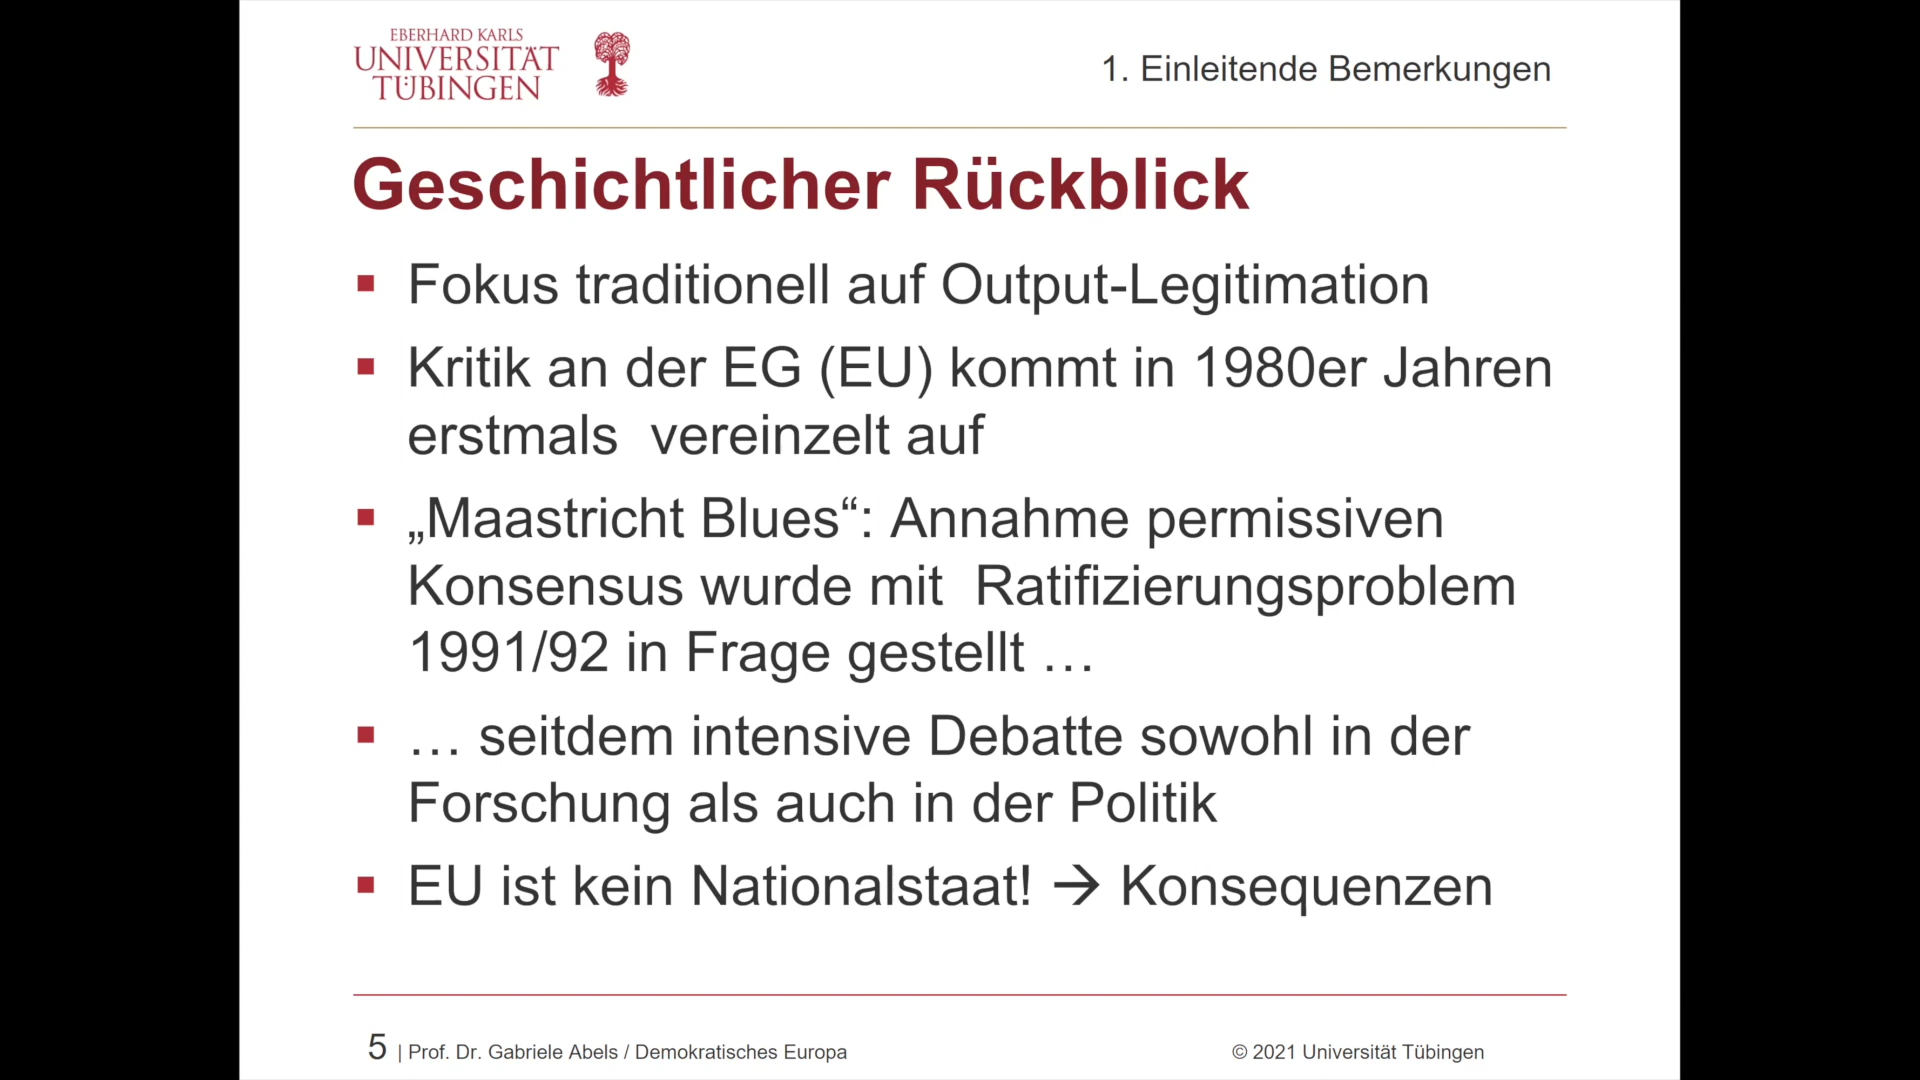 EBERHARD KARLS
UNIVERSITÄT
TÜBINGEN
1. Einleitende Bemerkungen
Geschichtlicher Rückblick
▪ Fokus traditionell auf Output-Legitimation
▪ Kritik an der EG (EU) kommt in 1980er Jahren
erstmals  vereinzelt auf
▪ „Maastricht Blues“: Annahme permissiven
Konsensus wurde mit  Ratifizierungsproblem
1991/92 in Frage gestellt …
▪ … seitdem intensive Debatte sowohl in der
Forschung als auch in der Politik
▪ EU ist kein Nationalstaat! → Konsequenzen
5 | Prof. Dr. Gabriele Abels / Demokratisches Europa
© 2021 Universität Tübingen